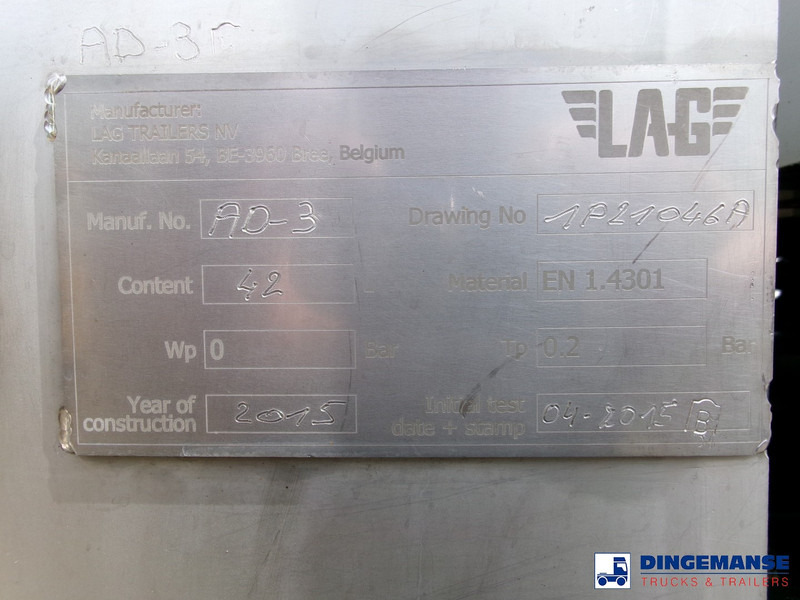 AD-3
Manufacturer:
LAG TRAILERS NV
Kanaallaan 54, BE-3960 Bree, Belgium
LAG
Manuf. No. AD-3
Drawing No 1P21046A
Content 42
Material EN 1.4301
Wp 0 Bar
Tp 0.2 Bar
Year of construction 2015
Initial test
date + stamp 04-2015 B
DINGEMANSE
TRUCKS & TRAILERS